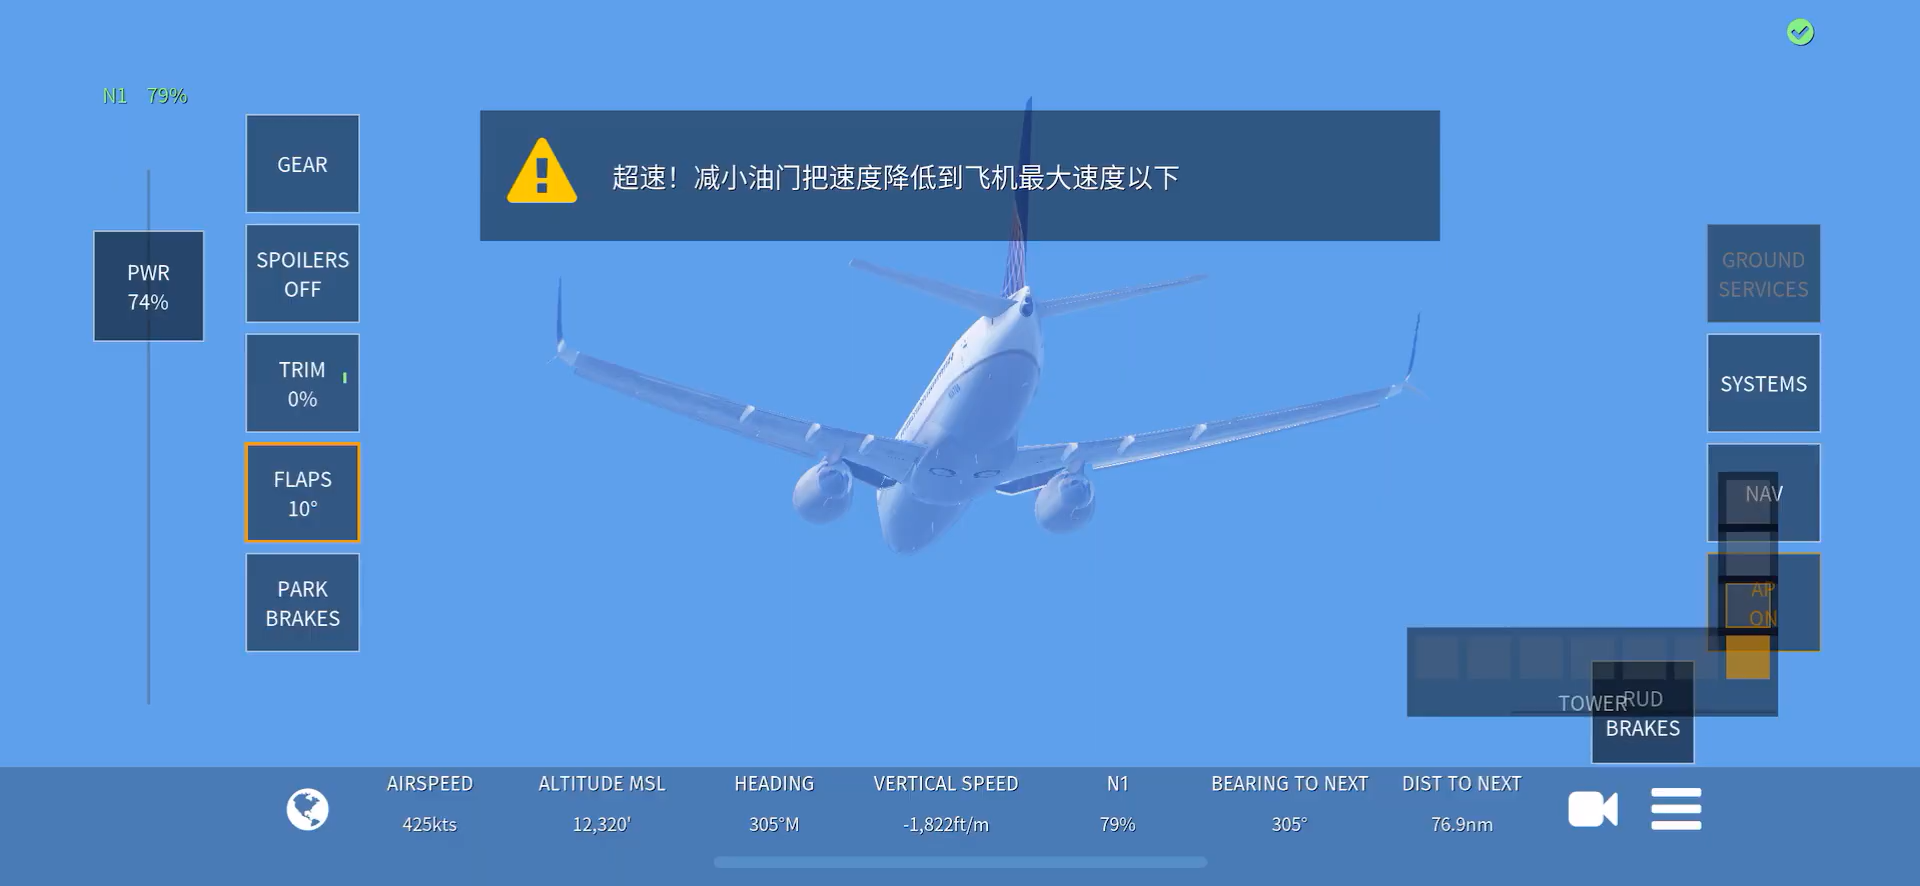 N1 79%
GEAR
超速！减小油门把速度降低到飞机最大速度以下
SPOILERS
OFF
PWR
74%
GROUND
SERVICES
TRIM
0%
SYSTEMS
FLAPS
10°
NAV
PARK
BRAKES
AP
ON
TOWER
RUD
BRAKES
AIRSPEED
425kts
ALTITUDE MSL
12,320'
HEADING
305°M
VERTICAL SPEED
-1,822ft/m
N1
79%
BEARING TO NEXT
305°
DIST TO NEXT
76.9nm